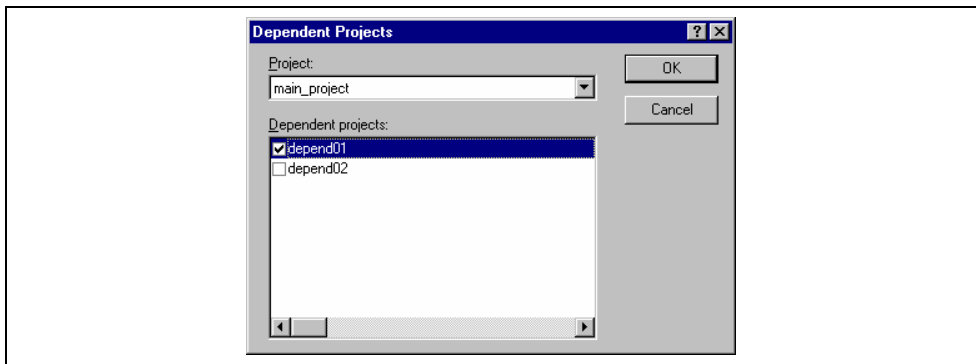 Dependent Projects
Project:
OK
main_project
Cancel
Dependent projects:
depend01
depend02